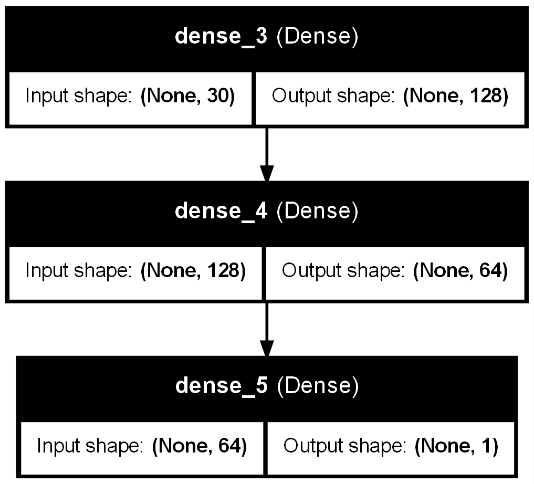 dense_3 (Dense)
Input shape: (None, 30) Output shape: (None, 128)
dense_4 (Dense)
Input shape: (None, 128) Output shape: (None, 64)
dense_5 (Dense)
Input shape: (None, 64) Output shape: (None, 1)